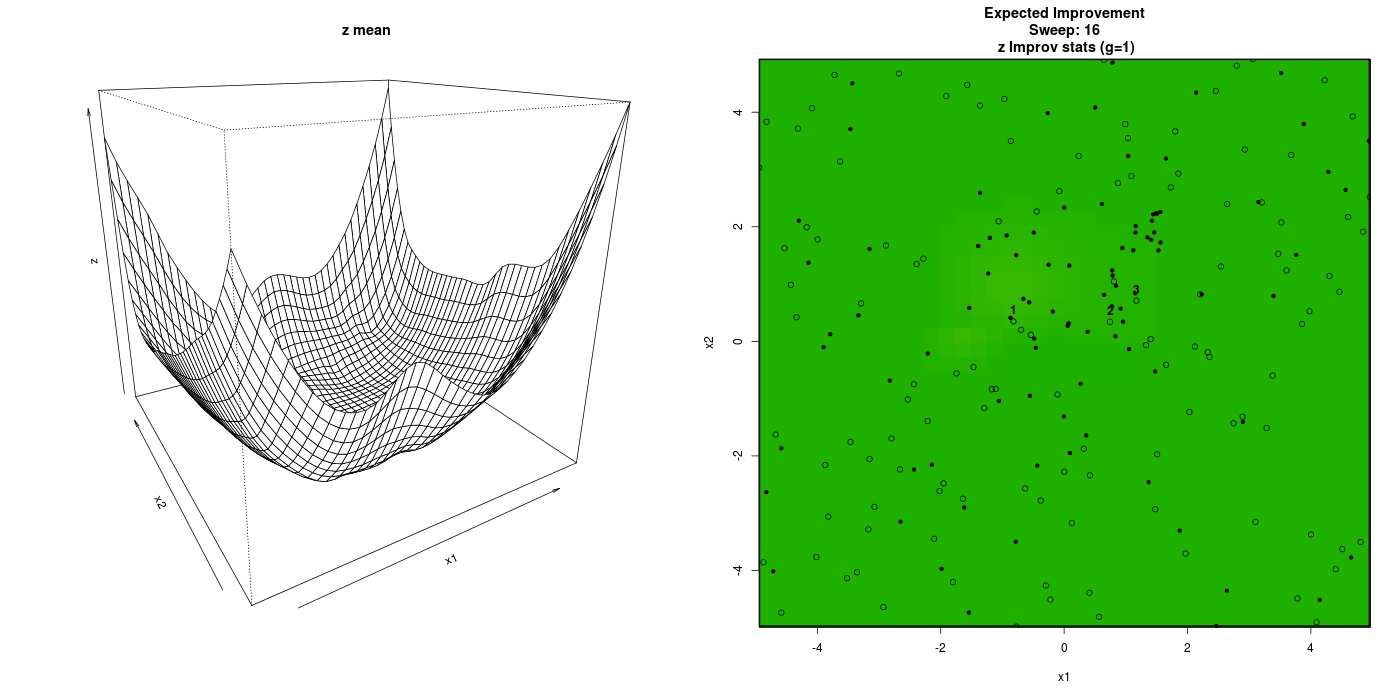 z mean
z
x2
x1
Expected Improvement
Sweep: 16
z Improv stats (g=1)
4
2
0
-2
-4
x2
1
2
3
-4
-2
0
2
4
x1